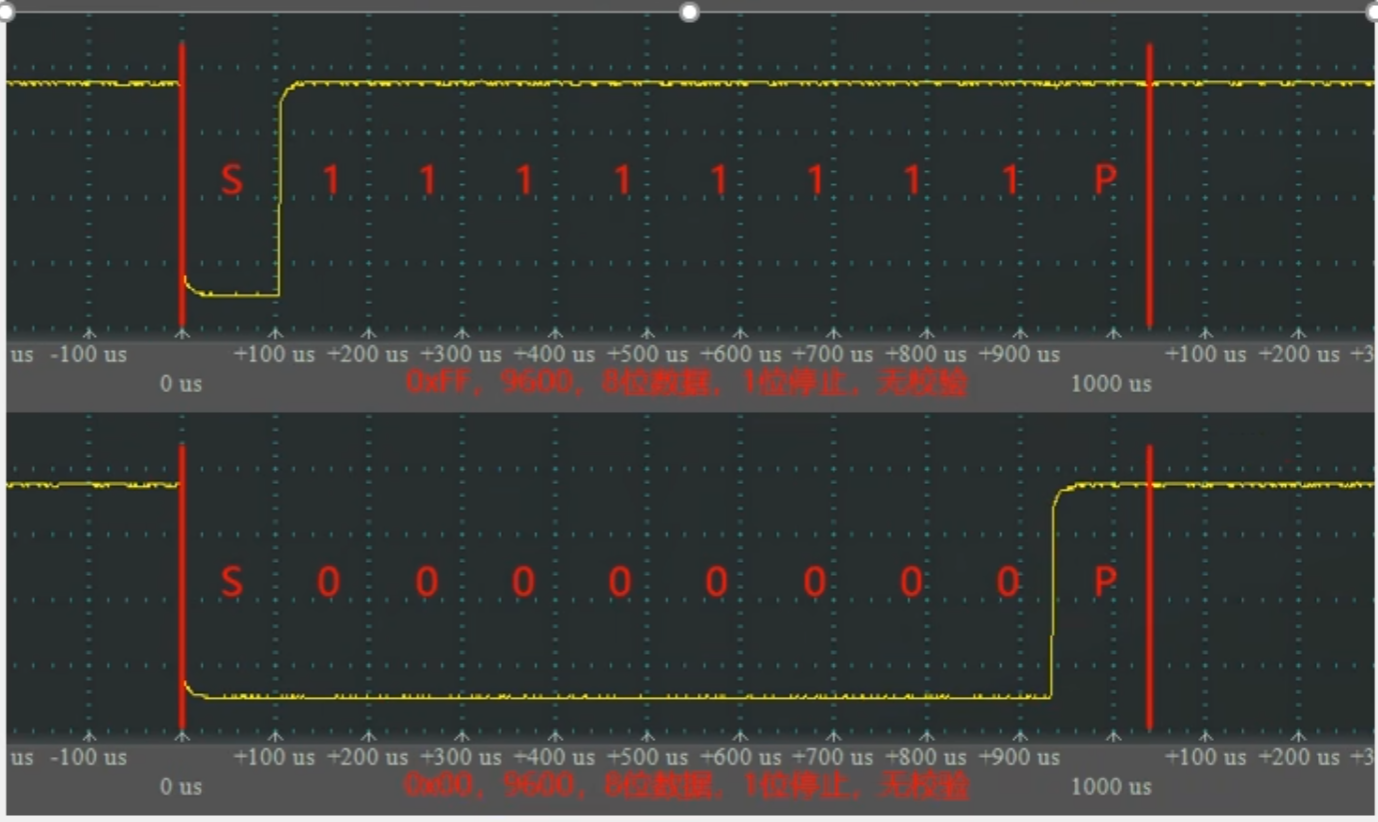 S 1 1 1 1 1 1 1 1 P
us -100 us +100 us +200 us +300 us +400 us +500 us +600 us +700 us +800 us +900 us +100 us +200 us +3
0 us 0xFF，9600，8位数据，1位停止，无校验 1000 us
S 0 0 0 0 0 0 0 0 P
us -100 us +100 us +200 us +300 us +400 us +500 us +600 us +700 us +800 us +900 us +100 us +200 us +3
0 us 0x00，9600，8位数据，1位停止，无校验 1000 us